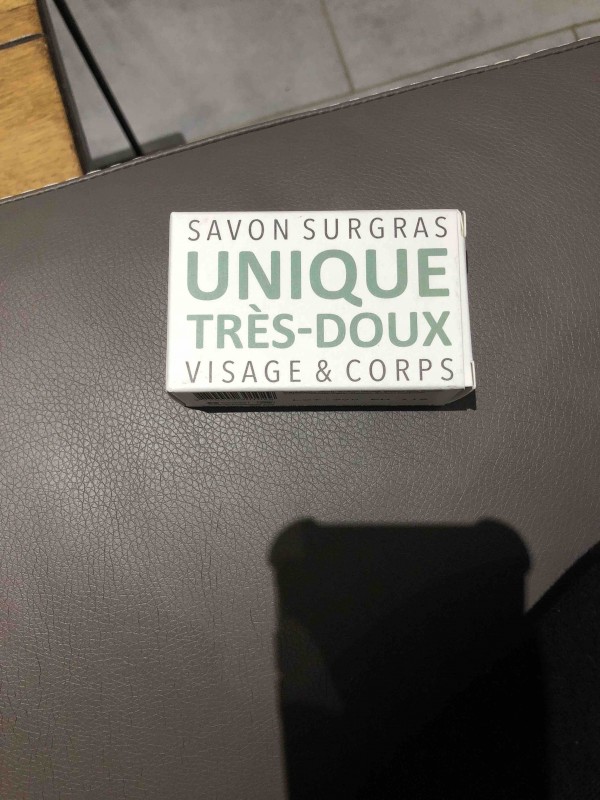 SAVON SURGRAS
UNIQUE
TRÈS-DOUX
VISAGE & CORPS